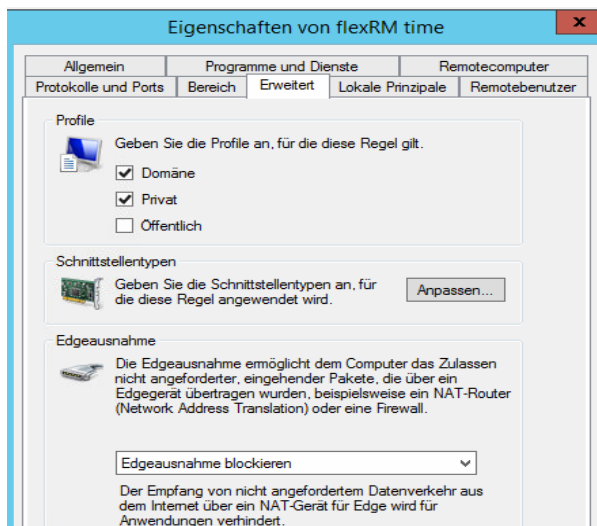 Eigenschaften von flexRM time
x
Allgemein
Programme und Dienste
Remotecomputer
Protokolle und Ports
Bereich
Erweitert
Lokale Prinzipale
Remotebenutzer
Profile
Geben Sie die Profile an, für die diese Regel gilt.
Domäne
Privat
Öffentlich
Schnittstellentypen
Geben Sie die Schnittstellentypen an, für
die diese Regel angewendet wird.
Anpassen...
Edgeausnahme
Die Edgeausnahme ermöglicht dem Computer das Zulassen
nicht angeforderter, eingehender Pakete, die über ein
Edgegerät übertragen wurden, beispielsweise ein NAT-Router
(Network Address Translation) oder eine Firewall.
Edgeausnahme blockieren
Der Empfang von nicht angefordertem Datenverkehr aus
dem Internet über ein NAT-Gerät für Edge wird für
Anwendungen verhindert.